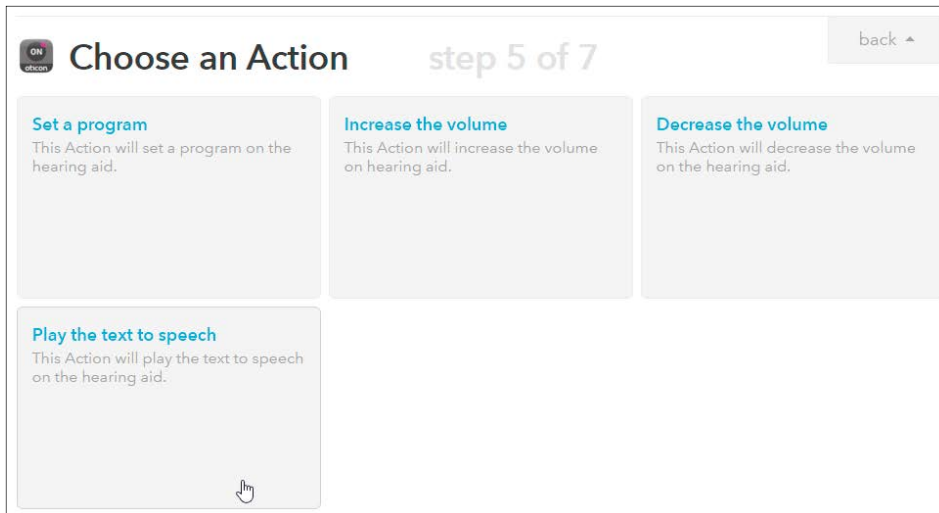 back
ON
oticon
Choose an Action
step 5 of 7
Set a program
This Action will set a program on the
hearing aid.
Increase the volume
This Action will increase the volume
on hearing aid.
Decrease the volume
This Action will decrease the volume
on the hearing aid.
Play the text to speech
This Action will play the text to speech
on the hearing aid.